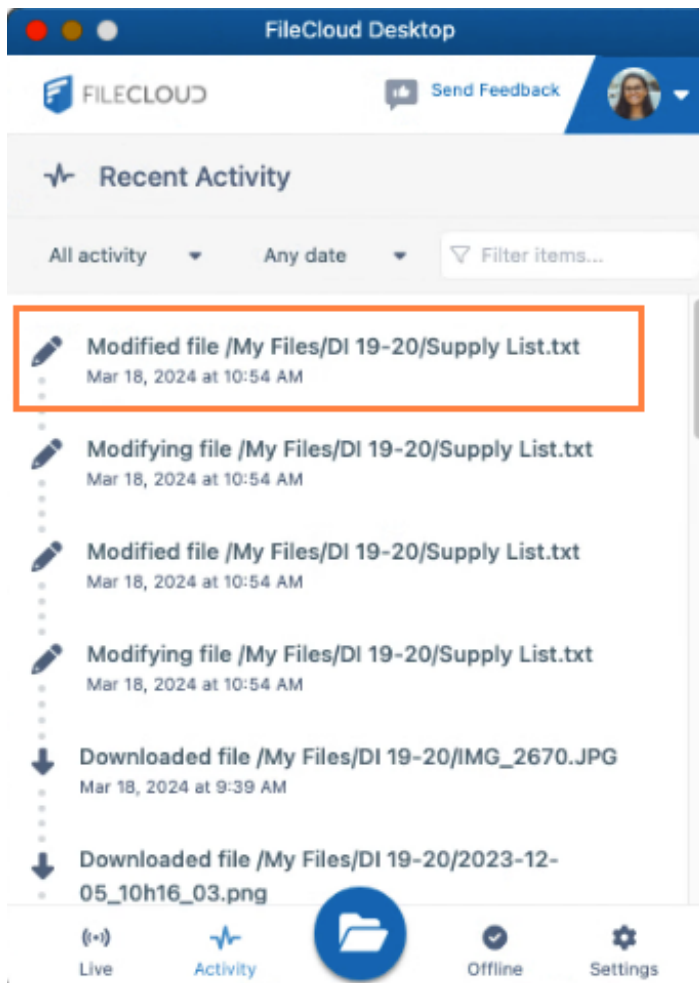 FileCloud Desktop
FILECLOUD
Send Feedback
Recent Activity
All activity
Any date
Filter items...
Modified file /My Files/DI 19-20/Supply List.txt
Mar 18, 2024 at 10:54 AM
Modifying file /My Files/DI 19-20/Supply List.txt
Mar 18, 2024 at 10:54 AM
Modified file /My Files/DI 19-20/Supply List.txt
Mar 18, 2024 at 10:54 AM
Modifying file /My Files/DI 19-20/Supply List.txt
Mar 18, 2024 at 10:54 AM
Downloaded file /My Files/DI 19-20/IMG_2670.JPG
Mar 18, 2024 at 9:39 AM
Downloaded file /My Files/DI 19-20/2023-12-
05_10h16_03.png
Live
Activity
Offline
Settings